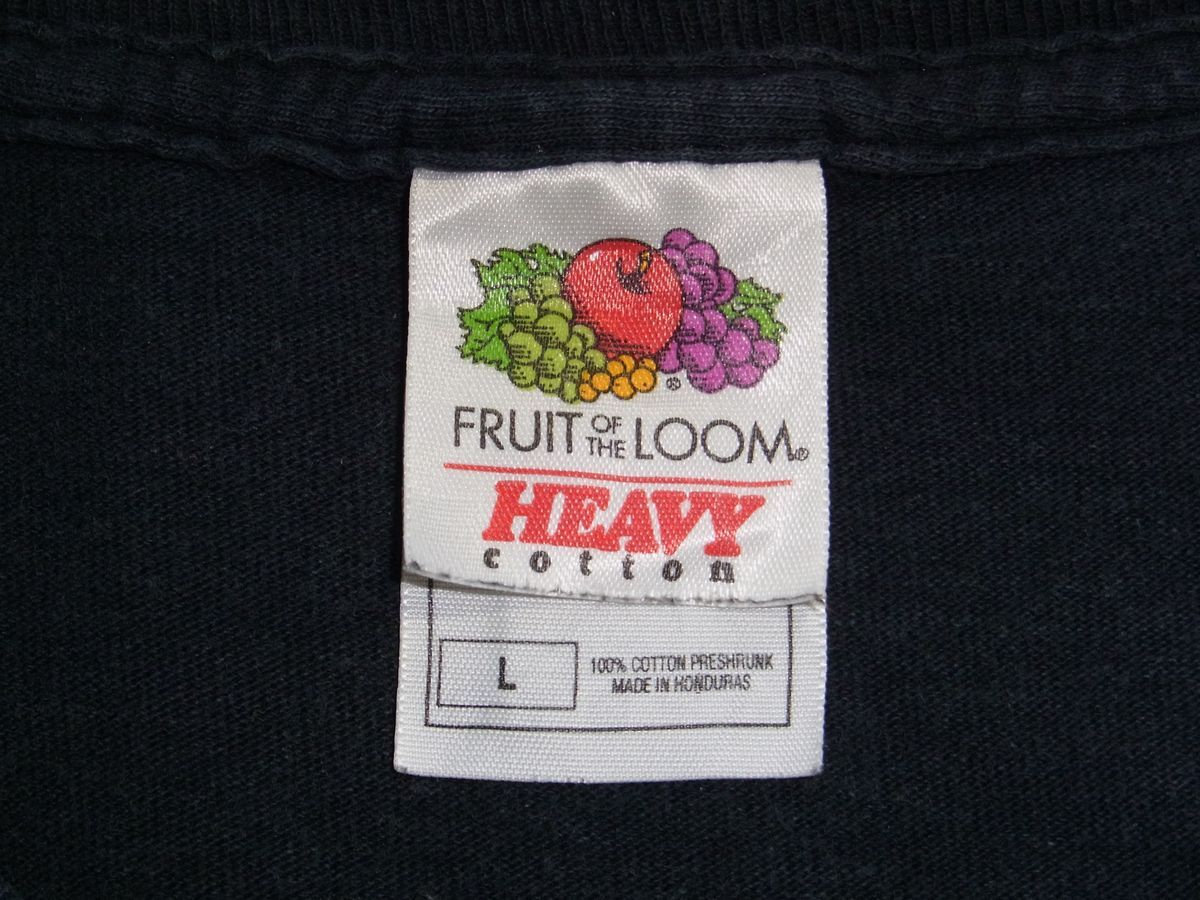 ®
FRUIT OF THE LOOM®
HEAVY
cotton
L
100% COTTON PRESHRUNK
MADE IN HONDURAS